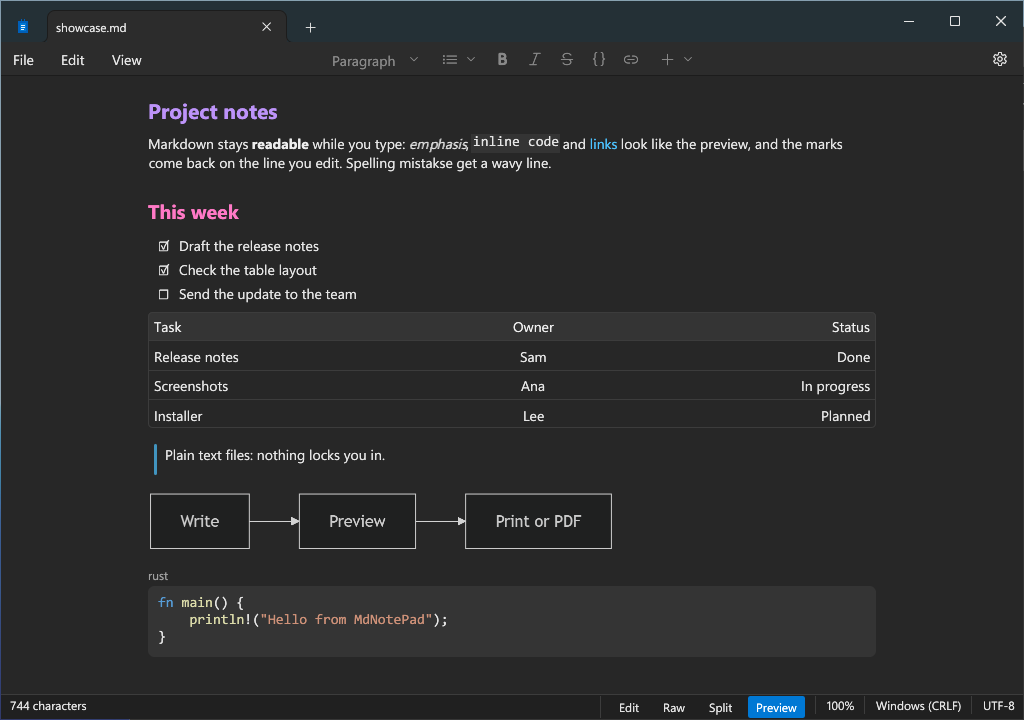 showcase.md
File Edit View Paragraph B I S {}
Project notes
Markdown stays readable while you type: emphasis, inline code and links look like the preview, and the marks
come back on the line you edit. Spelling mistakse get a wavy line.
This week
Draft the release notes
Check the table layout
Send the update to the team
Task Owner Status
Release notes Sam Done
Screenshots Ana In progress
Installer Lee Planned
Plain text files: nothing locks you in.
Write Preview Print or PDF
rust
fn main() {
    println!("Hello from MdNotePad");
}
744 characters Edit Raw Split Preview 100% Windows (CRLF) UTF-8